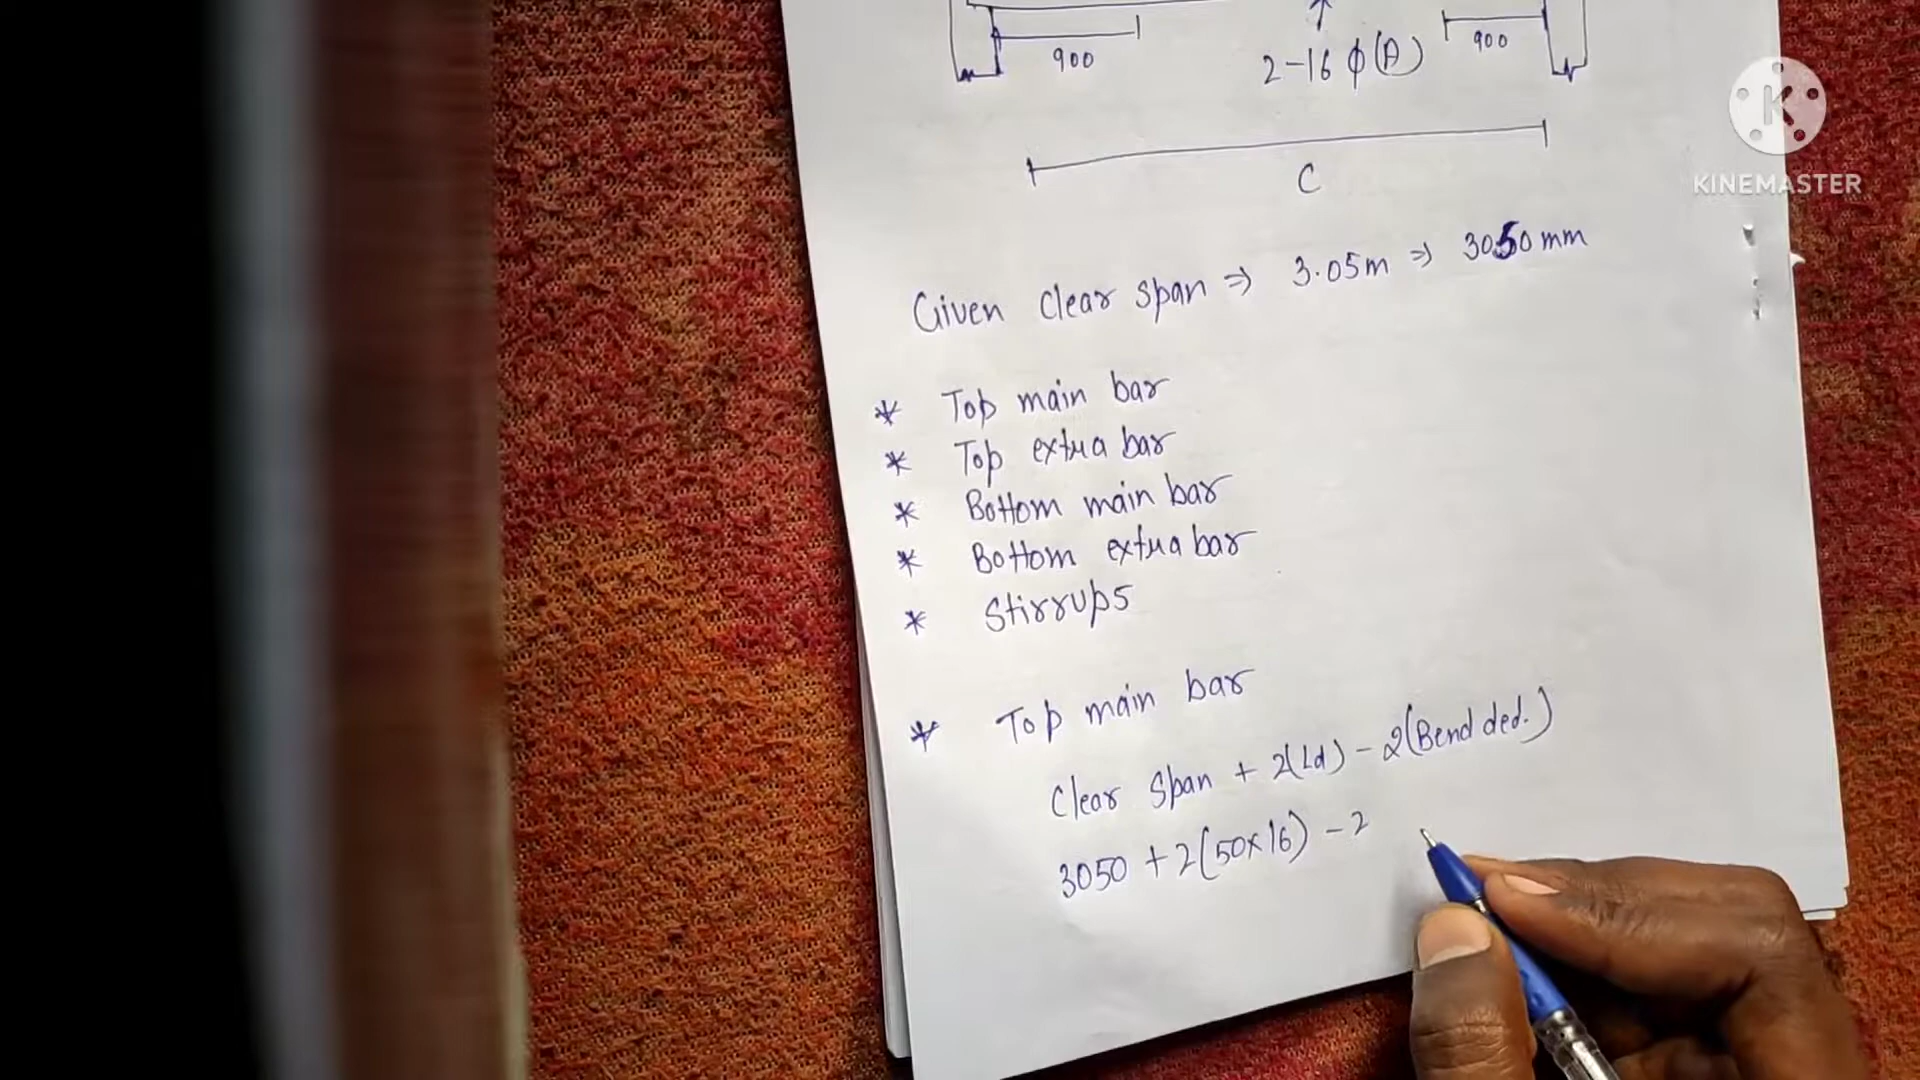 900
2-16 ϕ(A)
900
K
KINEMASTER
C
Given clear span ⇒ 3.05m ⇒ 3050 mm
* Top main bar
* Top extra bar
* Bottom main bar
* Bottom extra bar
* Stirrups
* Top main bar
Clear Span + 2(Ld) - 2(Bend ded.)
3050 + 2(50×16) - 2